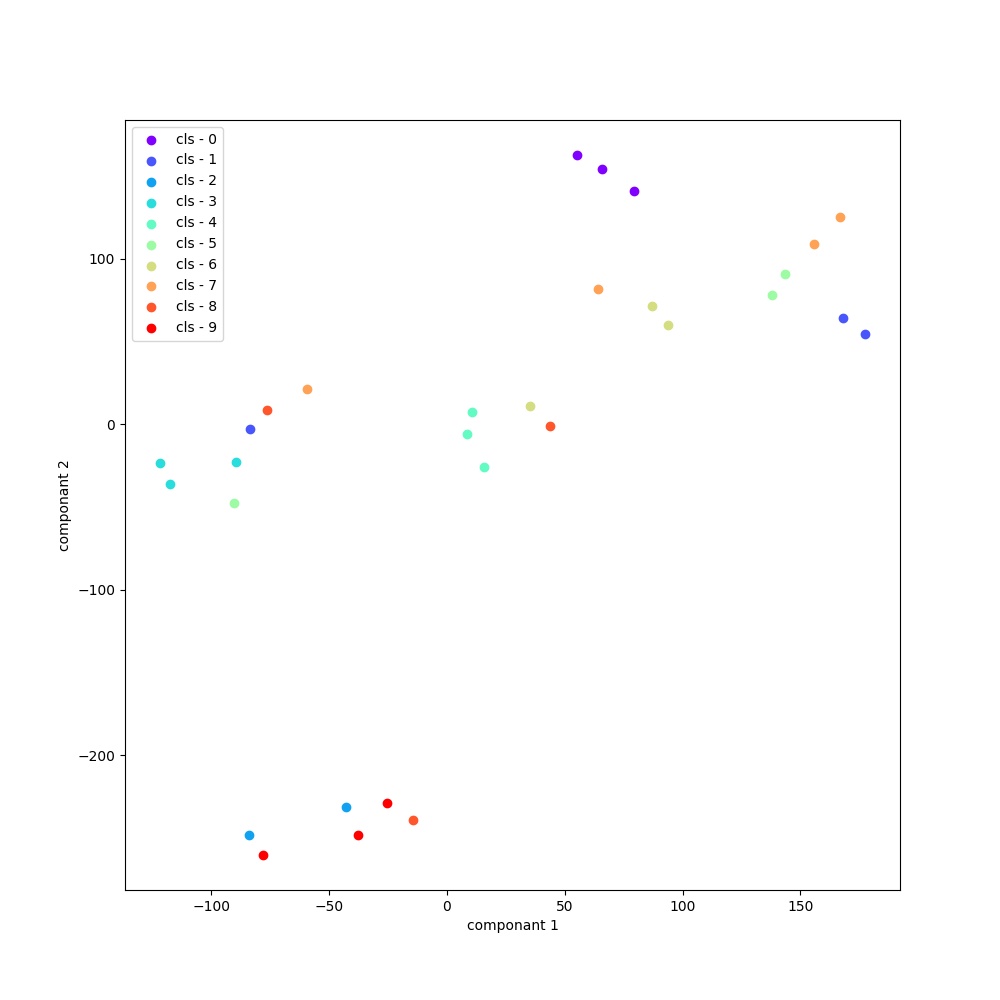 cls - 0
cls - 1
cls - 2
cls - 3
cls - 4
cls - 5
cls - 6
cls - 7
cls - 8
cls - 9
100
0
−100
−200
componant 2
−100
−50
0
50
100
150
componant 1